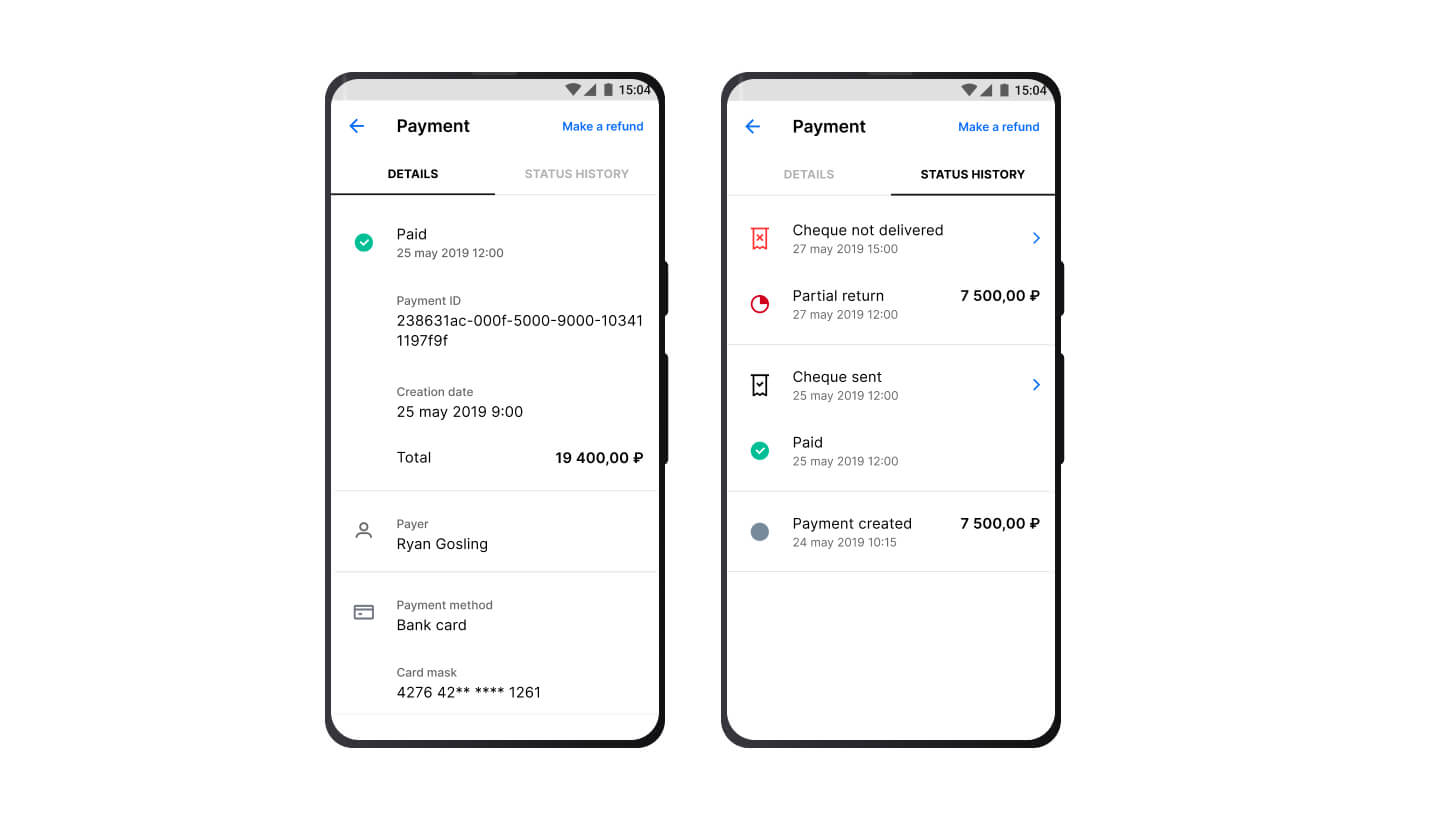 15:04
Payment Make a refund
DETAILS STATUS HISTORY
Paid
25 may 2019 12:00
Payment ID
238631ac-000f-5000-9000-10341
1197f9f
Creation date
25 may 2019 9:00
Total 19 400,00 ₽
Payer
Ryan Gosling
Payment method
Bank card
Card mask
4276 42** **** 1261
15:04
Payment Make a refund
DETAILS STATUS HISTORY
Cheque not delivered
27 may 2019 15:00
Partial return 7 500,00 ₽
27 may 2019 12:00
Cheque sent
25 may 2019 12:00
Paid
25 may 2019 12:00
Payment created 7 500,00 ₽
24 may 2019 10:15